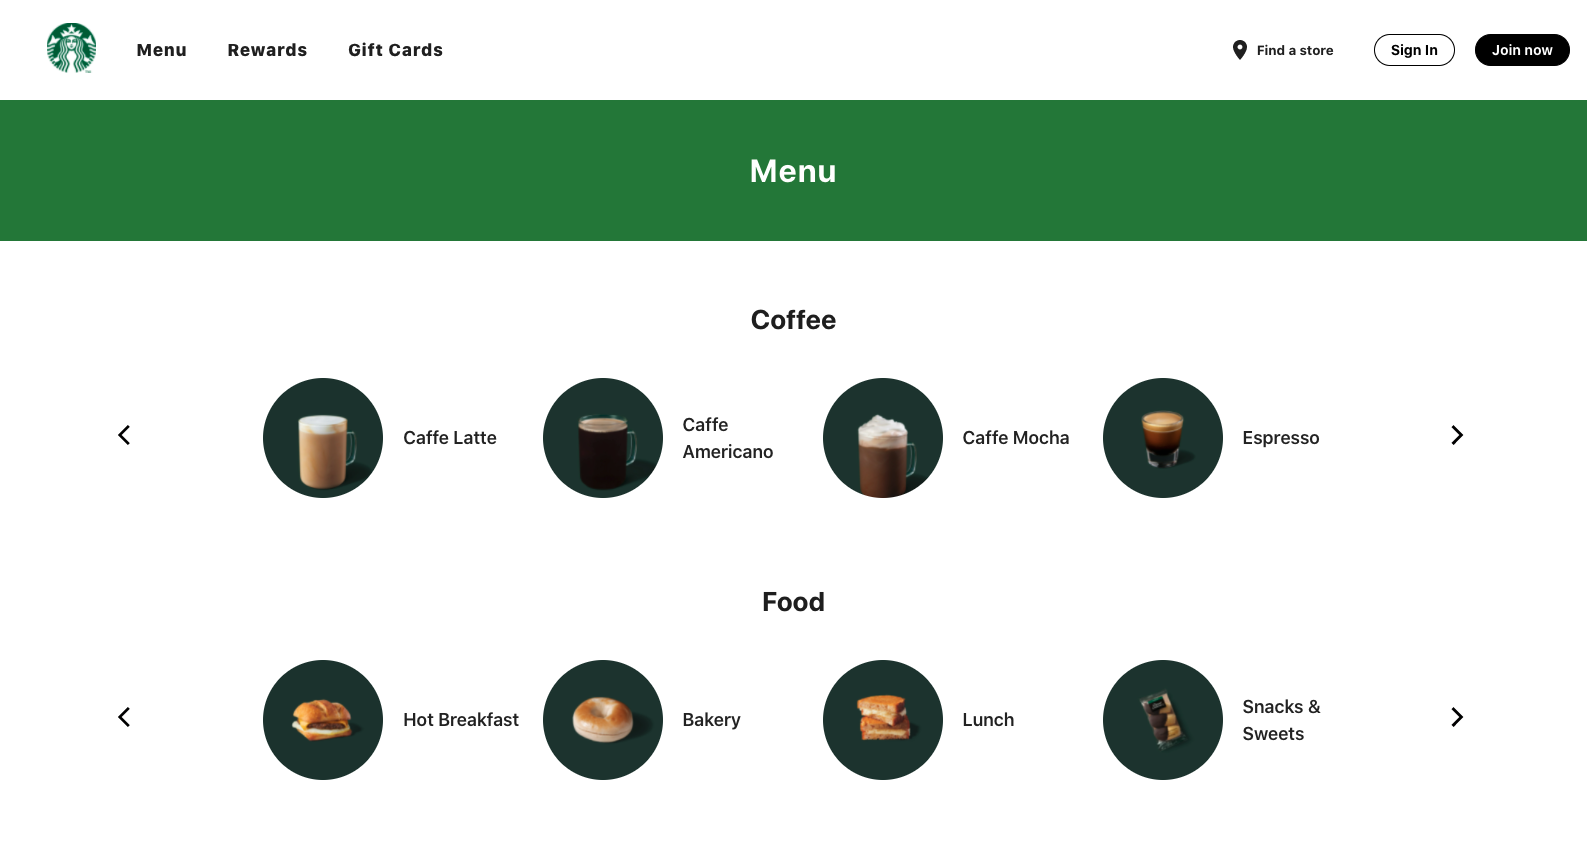 Menu
Rewards
Gift Cards
Find a store
Sign In
Join now
Menu
Coffee
Caffe Latte
Caffe
Americano
Caffe Mocha
Espresso
Food
Hot Breakfast
Bakery
Lunch
Snacks &
Sweets